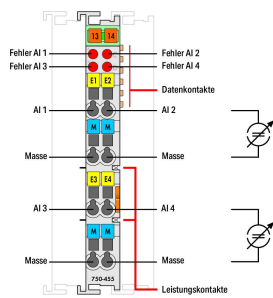 13 14
Fehler AI 1 Fehler AI 2
Fehler AI 3 Fehler AI 4
E1 E2
Datenkontakte
AI 1 AI 2
M M
Masse Masse
E3 E4
AI 3 AI 4
M M
Masse Masse
750-455
Leistungskontakte